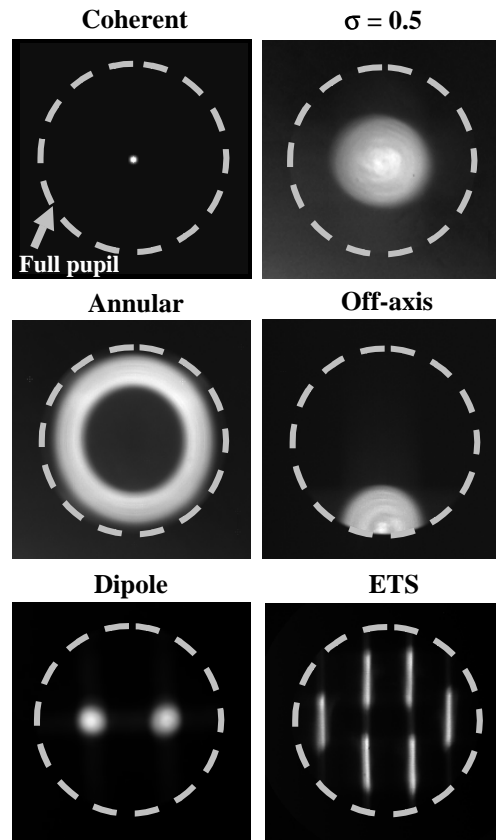 Coherent
σ = 0.5
Full pupil
Annular
Off-axis
Dipole
ETS